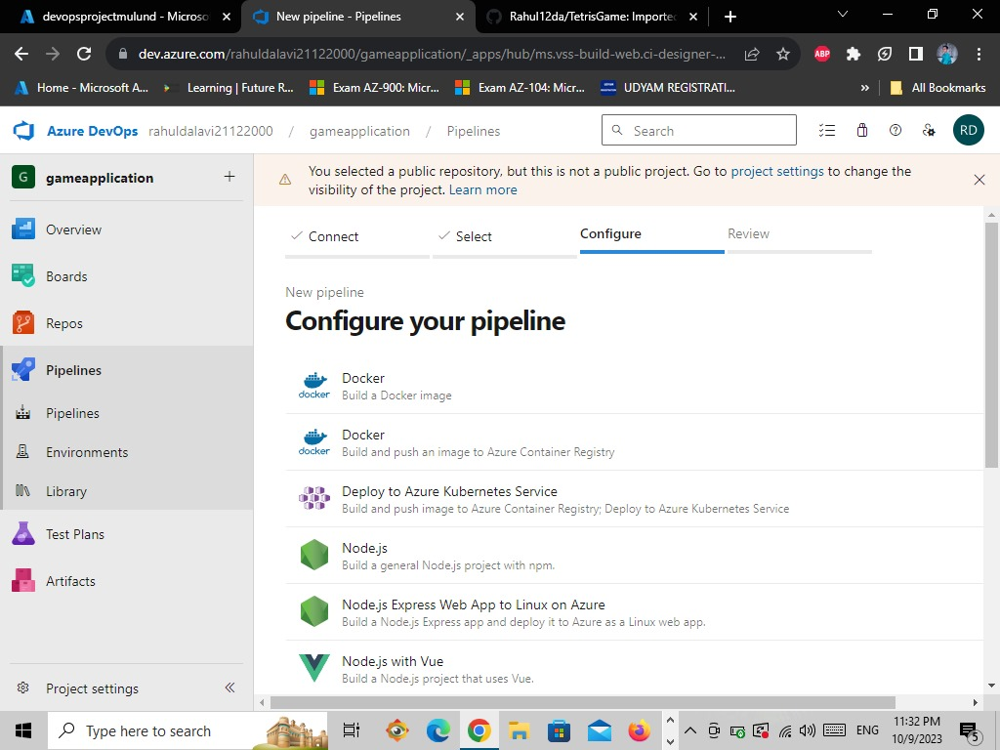 devopsprojectmulund - Microso
New pipeline - Pipelines
Rahul12da/TetrisGame: Importe
dev.azure.com/rahuldalavi21122000/gameapplication/_apps/hub/ms.vss-build-web.ci-designer-...
ABP
Home - Microsoft A...
Learning | Future R...
Exam AZ-900: Micr...
Exam AZ-104: Micr...
UDYAM REGISTRATI...
»
All Bookmarks
Azure DevOps
rahuldalavi21122000 / gameapplication / Pipelines
Search
RD
G
gameapplication
+
Overview
Boards
Repos
Pipelines
Pipelines
Environments
Library
Test Plans
Artifacts
Project settings
«
You selected a public repository, but this is not a public project. Go to project settings to change the
visibility of the project. Learn more
Connect
Select
Configure
Review
New pipeline
Configure your pipeline
docker
Docker
Build a Docker image
docker
Docker
Build and push an image to Azure Container Registry
Deploy to Azure Kubernetes Service
Build and push image to Azure Container Registry; Deploy to Azure Kubernetes Service
Node.js
Build a general Node.js project with npm.
Node.js Express Web App to Linux on Azure
Build a Node.js Express app and deploy it to Azure as a Linux web app.
Node.js with Vue
Build a Node.js project that uses Vue.
Type here to search
ENG
11:32 PM
10/9/2023
5